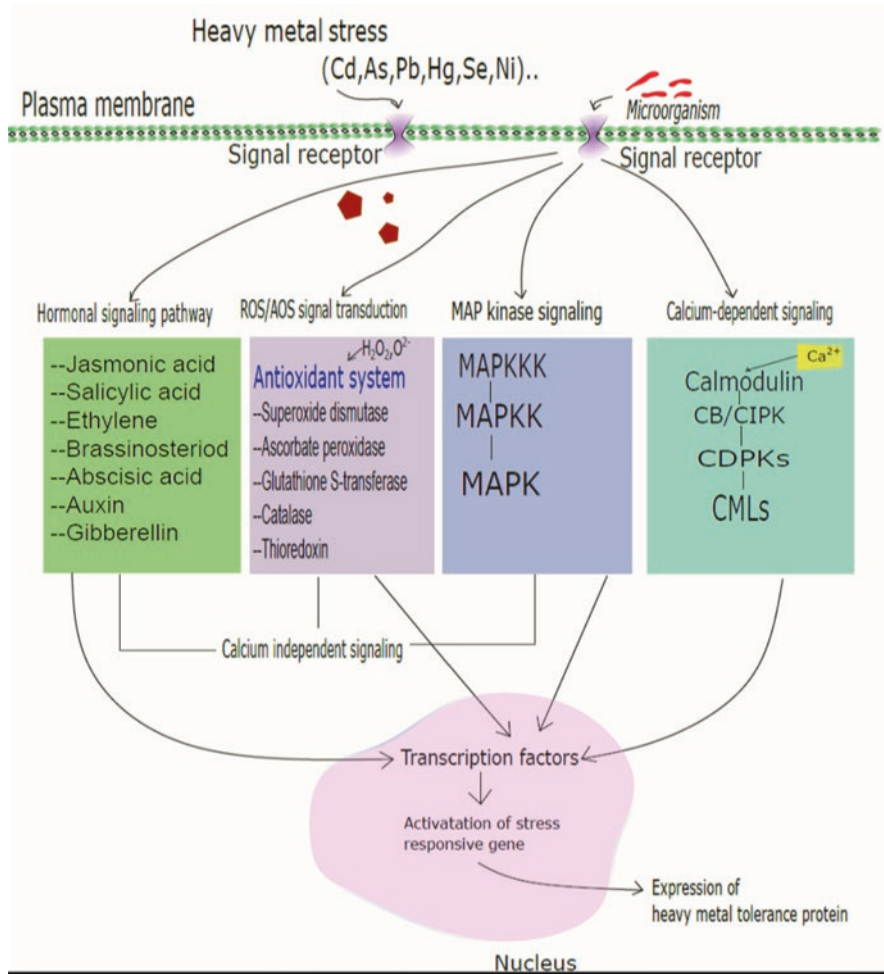 Heavy metal stress
(Cd,As,Pb,Hg,Se,Ni)..
Plasma membrane
Microorganism
Signal receptor
Signal receptor
Hormonal signaling pathway
ROS/AOS signal transduction
MAP kinase signaling
Calcium-dependent signaling
--Jasmonic acid
--Salicylic acid
--Ethylene
--Brassinosteriod
--Abscisic acid
--Auxin
--Gibberellin
H₂O₂,O²⁻
Antioxidant system
--Superoxide dismutase
--Ascorbate peroxidase
--Glutathione S-transferase
--Catalase
--Thioredoxin
MAPKKK
MAPKK
MAPK
Ca²⁺
Calmodulin
CB/CIPK
CDPKs
CMLs
Calcium independent signaling
Transcription factors
Activatation of stress
responsive gene
Expression of
heavy metal tolerance protein
Nucleus